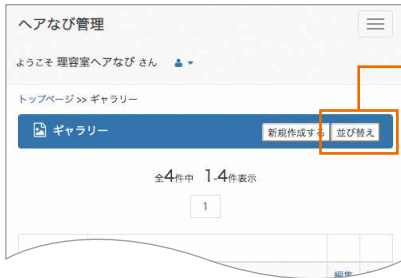 ヘアなび管理
ようこそ 理容室ヘアなび さん
トップページ >> ギャラリー
ギャラリー 新規作成する 並び替え
全4件中 1-4件表示
1
編集